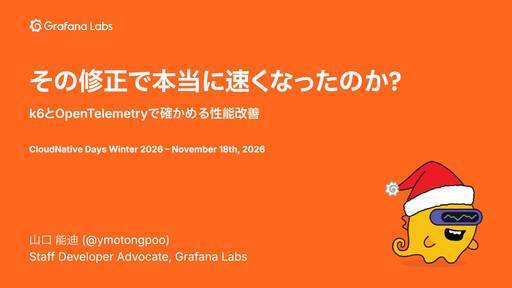 Grafana Labs
その修正で本当に速くなったのか?
k6とOpenTelemetryで確かめる性能改善
CloudNative Days Winter 2026 – November 18th, 2026
山口 能迪 (@ymotongpoo)
Staff Developer Advocate, Grafana Labs